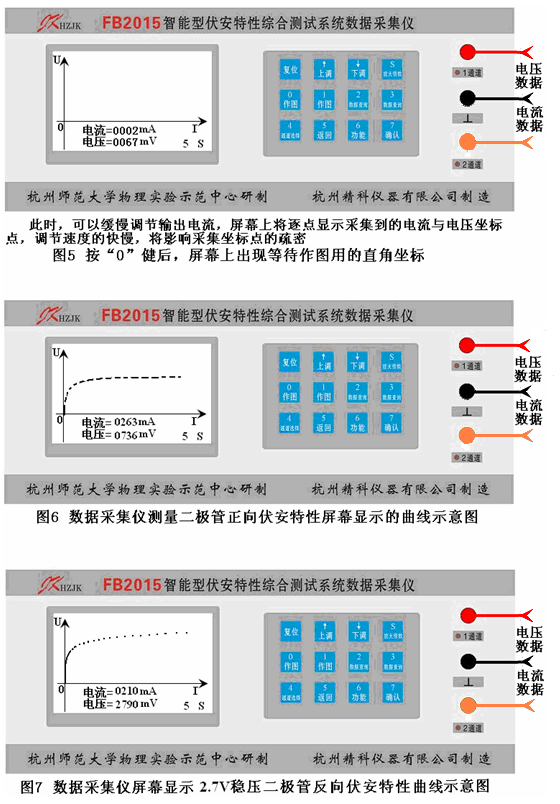 JK HZJK FB2015智能型伏安特性综合测试系统数据采集仪
U
0
I
电流=0002mA
电压=0067mV
5 S
复位
↑
上调
↓
下调
S
放大倍数
0
作图
1
作图
2
数据查询
3
数据查询
4
通道选择
5
返回
6
功能
7
确认
1通道
电压
数据
⊥
电流
数据
2通道
杭州师范大学物理实验示范中心研制 杭州精科仪器有限公司制造
此时，可以缓慢调节输出电流，屏幕上将逐点显示采集到的电流与电压坐标
点，调节速度的快慢，将影响采集坐标点的疏密
图5 按“0”健后，屏幕上出现等待作图用的直角坐标
JK HZJK FB2015智能型伏安特性综合测试系统数据采集仪
U
0
I
电流=0263mA
电压=0736mV
5 S
复位
↑
上调
↓
下调
S
放大倍数
0
作图
1
作图
2
数据查询
3
数据查询
4
通道选择
5
返回
6
功能
7
确认
1通道
电压
数据
⊥
电流
数据
2通道
杭州师范大学物理实验示范中心研制 杭州精科仪器有限公司制造
图6 数据采集仪测量二极管正向伏安特性屏幕显示的曲线示意图
JK HZJK FB2015智能型伏安特性综合测试系统数据采集仪
U
0
I
电流=0210mA
电压=2790mV
5 S
复位
↑
上调
↓
下调
S
放大倍数
0
作图
1
作图
2
数据查询
3
数据查询
4
通道选择
5
返回
6
功能
7
确认
1通道
电压
数据
⊥
电流
数据
2通道
杭州师范大学物理实验示范中心研制 杭州精科仪器有限公司制造
图7 数据采集仪屏幕显示 2.7V稳压二极管反向伏安特性曲线示意图